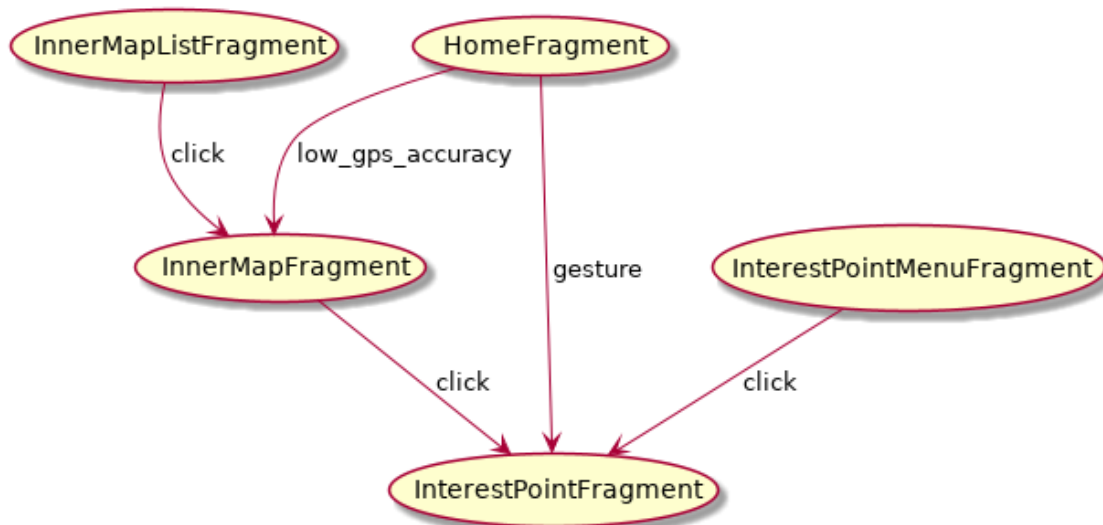 InnerMapListFragment
HomeFragment
click
low_gps_accuracy
InnerMapFragment
gesture
InterestPointMenuFragment
click
click
InterestPointFragment